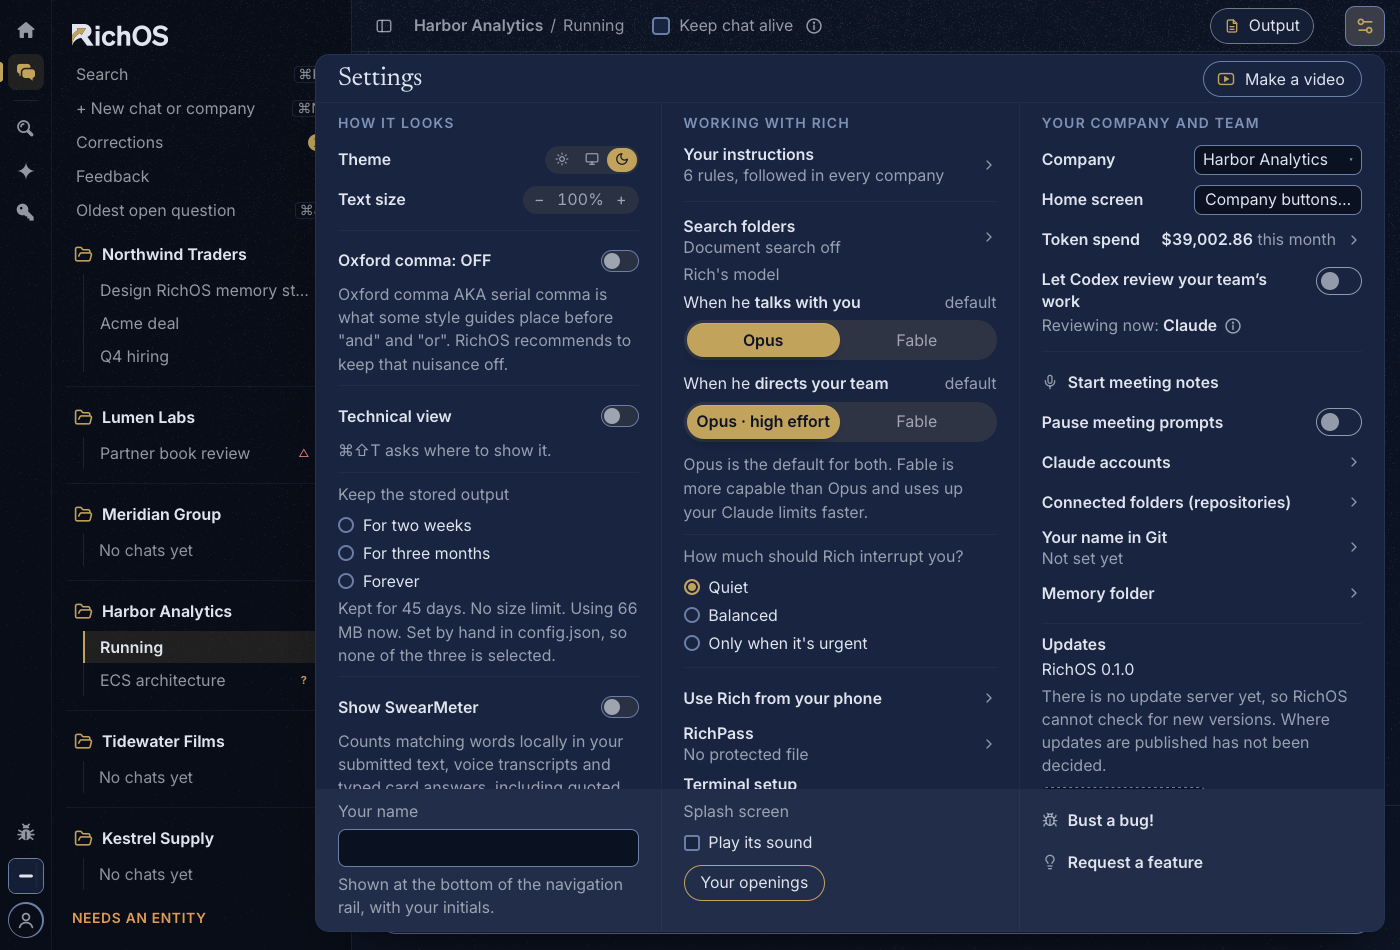 RichOS
Search
+ New chat or company
Corrections
Feedback
Oldest open question
Northwind Traders
Design RichOS memory st...
Acme deal
Q4 hiring
Lumen Labs
Partner book review
Meridian Group
No chats yet
Harbor Analytics
Running
ECS architecture ?
Tidewater Films
No chats yet
Kestrel Supply
No chats yet
NEEDS AN ENTITY
Harbor Analytics / Running
Keep chat alive
Output
Settings
Make a video
HOW IT LOOKS
Theme
Text size − 100% +
Oxford comma: OFF
Oxford comma AKA serial comma is
what some style guides place before
"and" and "or". RichOS recommends to
keep that nuisance off.
Technical view
⌘⇧T asks where to show it.
Keep the stored output
For two weeks
For three months
Forever
Kept for 45 days. No size limit. Using 66
MB now. Set by hand in config.json, so
none of the three is selected.
Show SwearMeter
Counts matching words locally in your
submitted text, voice transcripts and
typed card answers, including quoted
Your name
Shown at the bottom of the navigation
rail, with your initials.
WORKING WITH RICH
Your instructions
6 rules, followed in every company
Search folders
Document search off
Rich's model
When he talks with you default
Opus Fable
When he directs your team default
Opus · high effort Fable
Opus is the default for both. Fable is
more capable than Opus and uses up
your Claude limits faster.
How much should Rich interrupt you?
Quiet
Balanced
Only when it's urgent
Use Rich from your phone
RichPass
No protected file
Terminal setup
Splash screen
Play its sound
Your openings
YOUR COMPANY AND TEAM
Company Harbor Analytics
Home screen Company buttons...
Token spend $39,002.86 this month
Let Codex review your team's
work
Reviewing now: Claude
Start meeting notes
Pause meeting prompts
Claude accounts
Connected folders (repositories)
Your name in Git
Not set yet
Memory folder
Updates
RichOS 0.1.0
There is no update server yet, so RichOS
cannot check for new versions. Where
updates are published has not been
decided.
Bust a bug!
Request a feature